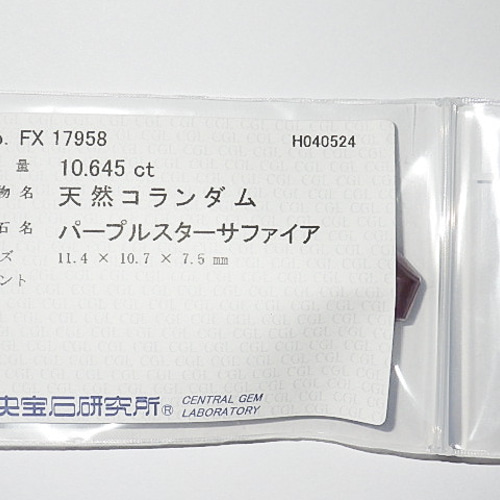 o. FX 17958 H040524
量 10.645 ct
物名 天然コランダム
石名 パープルスターサファイア
ズ 11.4 × 10.7 × 7.5 mm
ント
央宝石研究所® CENTRAL GEM
LABORATORY